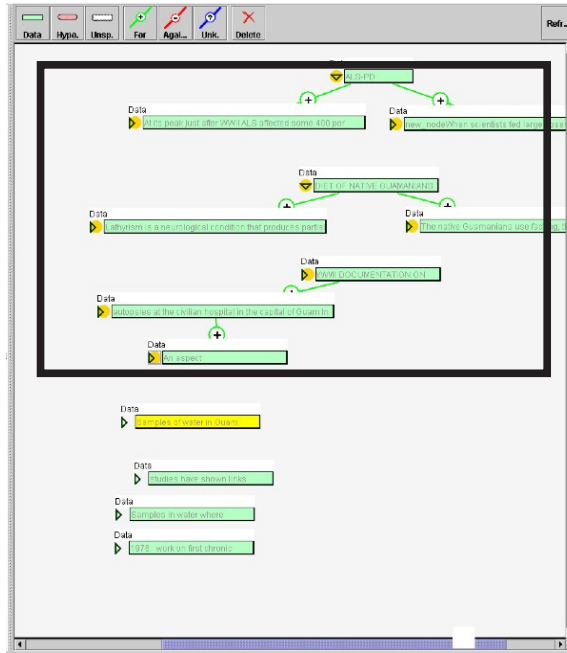 Data Hypo. Unsp. For Agai... Unk. Delete Refr..
Data
ALS-PD
Data
At its peak just after WWII ALS affected some 400 per
Data
new_nodeWhen scientists fed large dose
Data
DIET OF NATIVE GUAMANIANS
Data
Lathyrism is a neurological condition that produces partia
Data
The native Guamanians use fadang, t
Data
WWII DOCUMENTATION ON
Data
autopsies at the civilian hospital in the capital of Guam in
Data
An aspect
Data
Samples of water in Guam
Data
studies have shown links
Data
Samples in water where
Data
1978: work on first chronic